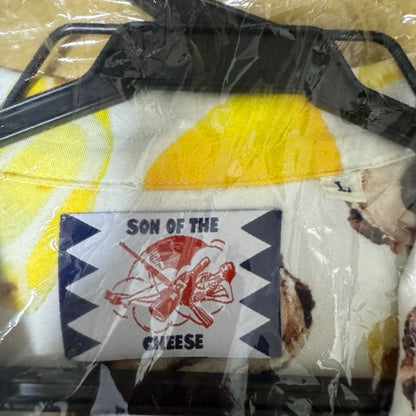 SON OF THE
CHEESE
L